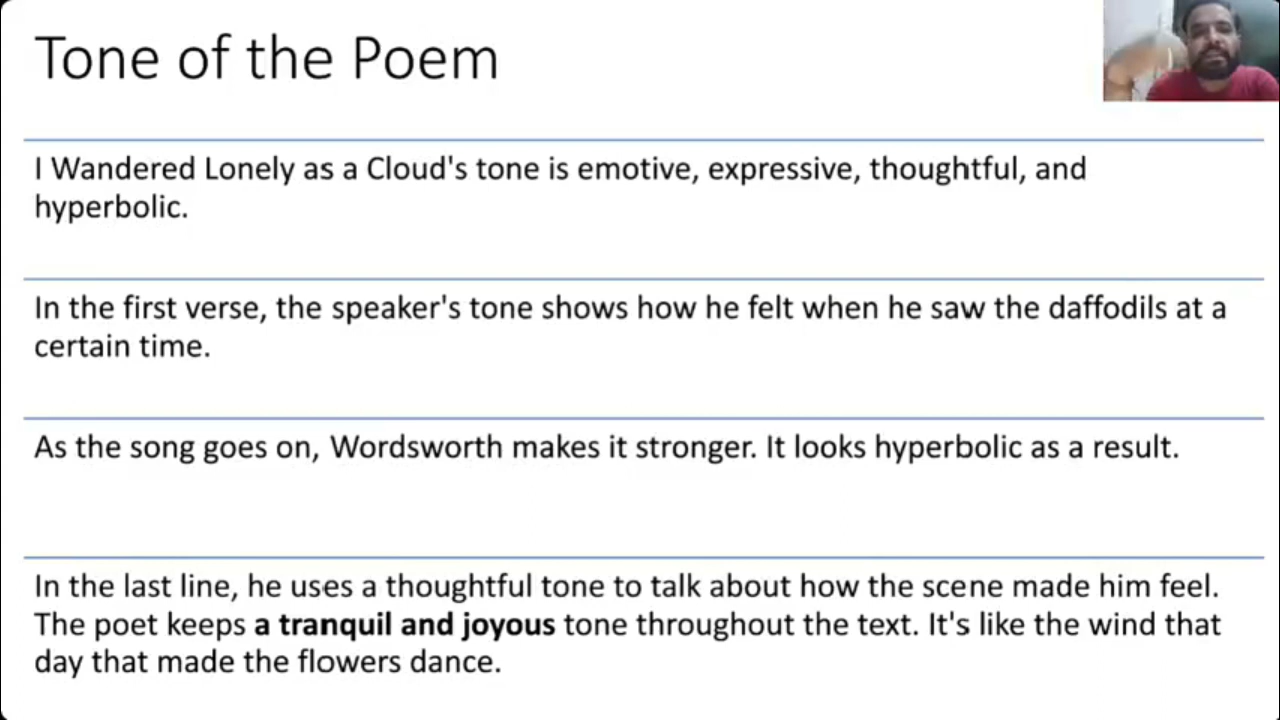 Tone of the Poem
I Wandered Lonely as a Cloud's tone is emotive, expressive, thoughtful, and
hyperbolic.
In the first verse, the speaker's tone shows how he felt when he saw the daffodils at a
certain time.
As the song goes on, Wordsworth makes it stronger. It looks hyperbolic as a result.
In the last line, he uses a thoughtful tone to talk about how the scene made him feel.
The poet keeps a tranquil and joyous tone throughout the text. It's like the wind that
day that made the flowers dance.